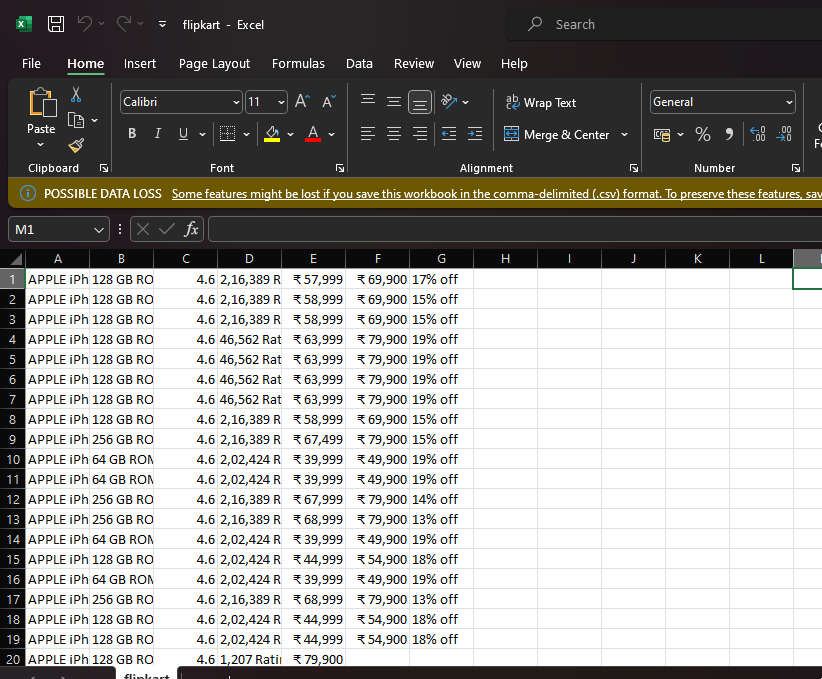 flipkart - Excel
Search
File Home Insert Page Layout Formulas Data Review View Help
Calibri 11 Wrap Text General
Paste B I U A Merge & Center %
Clipboard Font Alignment Number
POSSIBLE DATA LOSS Some features might be lost if you save this workbook in the comma-delimited (.csv) format. To preserve these features, sav
M1 fx
A B C D E F G H I J K L
1 APPLE iPh 128 GB RO 4.6 2,16,389 R ₹ 57,999 ₹ 69,900 17% off
2 APPLE iPh 128 GB RO 4.6 2,16,389 R ₹ 58,999 ₹ 69,900 15% off
3 APPLE iPh 128 GB RO 4.6 2,16,389 R ₹ 58,999 ₹ 69,900 15% off
4 APPLE iPh 128 GB RO 4.6 46,562 Rat ₹ 63,999 ₹ 79,900 19% off
5 APPLE iPh 128 GB RO 4.6 46,562 Rat ₹ 63,999 ₹ 79,900 19% off
6 APPLE iPh 128 GB RO 4.6 46,562 Rat ₹ 63,999 ₹ 79,900 19% off
7 APPLE iPh 128 GB RO 4.6 46,562 Rat ₹ 63,999 ₹ 79,900 19% off
8 APPLE iPh 128 GB RO 4.6 2,16,389 R ₹ 58,999 ₹ 69,900 15% off
9 APPLE iPh 256 GB RO 4.6 2,16,389 R ₹ 67,499 ₹ 79,900 15% off
10 APPLE iPh 64 GB ROM 4.6 2,02,424 R ₹ 39,999 ₹ 49,900 19% off
11 APPLE iPh 64 GB ROM 4.6 2,02,424 R ₹ 39,999 ₹ 49,900 19% off
12 APPLE iPh 256 GB RO 4.6 2,16,389 R ₹ 67,999 ₹ 79,900 14% off
13 APPLE iPh 256 GB RO 4.6 2,16,389 R ₹ 68,999 ₹ 79,900 13% off
14 APPLE iPh 64 GB ROM 4.6 2,02,424 R ₹ 39,999 ₹ 49,900 19% off
15 APPLE iPh 128 GB RO 4.6 2,02,424 R ₹ 44,999 ₹ 54,900 18% off
16 APPLE iPh 64 GB ROM 4.6 2,02,424 R ₹ 39,999 ₹ 49,900 19% off
17 APPLE iPh 256 GB RO 4.6 2,16,389 R ₹ 68,999 ₹ 79,900 13% off
18 APPLE iPh 128 GB RO 4.6 2,02,424 R ₹ 44,999 ₹ 54,900 18% off
19 APPLE iPh 128 GB RO 4.6 2,02,424 R ₹ 44,999 ₹ 54,900 18% off
20 APPLE iPh 128 GB RO 4.6 1,207 Ratin ₹ 79,900
flipkart